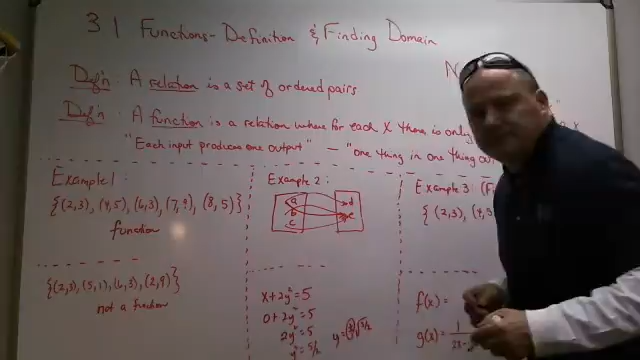 3.1 Functions - Definition & Finding Domain
Def'n: A relation is a set of ordered pairs
Def'n: A function is a relation where for each X there is only
"Each input produces one output" - "one thing in one thing out
Example 1:
{(2,3), (4,5), (6,3), (7,9), (8,5)}
function
{(2,3), (5,1), (6,3), (2,9)}
not a function
Example 2:
a
b
c
d
e
x+2y²=5
0+2y²=5
2y²=5
y²=5/2
Example 3:
{(2,3), (4,5
f(x) =
g(x) = 1